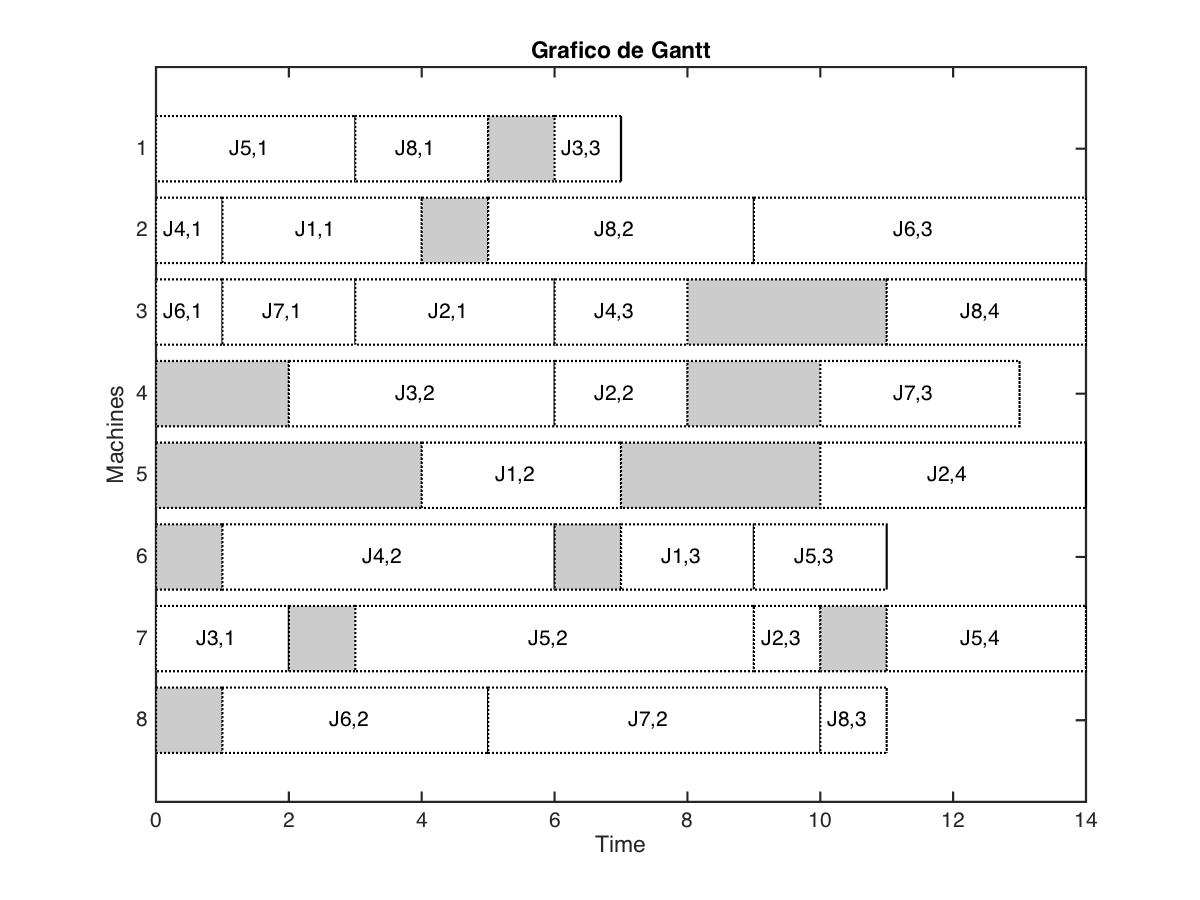 Grafico de Gantt
1 J5,1 J8,1 J3,3
2 J4,1 J1,1 J8,2 J6,3
3 J6,1 J7,1 J2,1 J4,3 J8,4
4 J3,2 J2,2 J7,3
Machines
5 J1,2 J2,4
6 J4,2 J1,3 J5,3
7 J3,1 J5,2 J2,3 J5,4
8 J6,2 J7,2 J8,3
0 2 4 6 8 10 12 14
Time